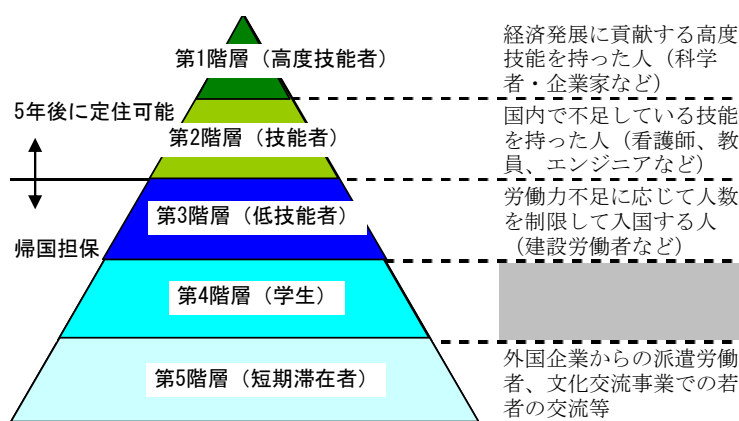 第1階層（高度技能者）
経済発展に貢献する高度
技能を持った人（科学
者・企業家など）
5年後に定住可能
第2階層（技能者）
国内で不足している技能
を持った人（看護師、教
員、エンジニアなど）
第3階層（低技能者）
労働力不足に応じて人数
を制限して入国する人
（建設労働者など）
帰国担保
第4階層（学生）
第5階層（短期滞在者）
外国企業からの派遣労働
者、文化交流事業での若
者の交流等